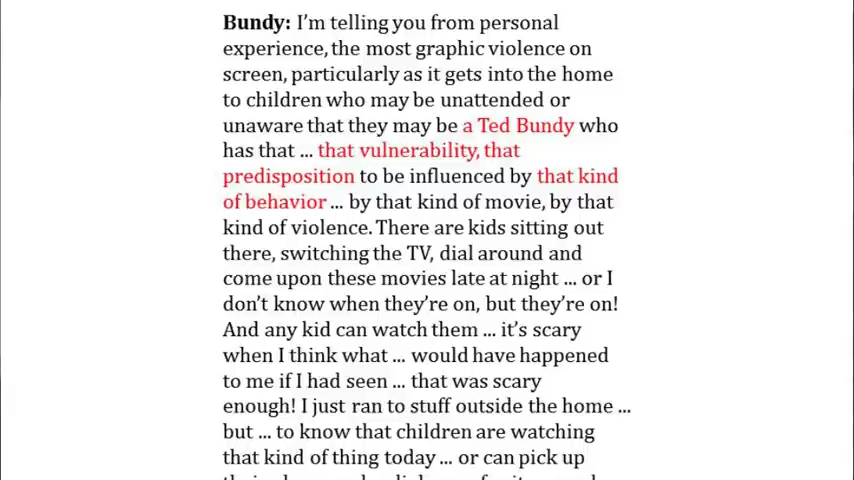 Bundy: I'm telling you from personal
experience, the most graphic violence on
screen, particularly as it gets into the home
to children who may be unattended or
unaware that they may be a Ted Bundy who
has that ... that vulnerability, that
predisposition to be influenced by that kind
of behavior ... by that kind of movie, by that
kind of violence. There are kids sitting out
there, switching the TV, dial around and
come upon these movies late at night ... or I
don't know when they're on, but they're on!
And any kid can watch them ... it's scary
when I think what ... would have happened
to me if I had seen ... that was scary
enough! I just ran to stuff outside the home ...
but ... to know that children are watching
that kind of thing today ... or can pick up